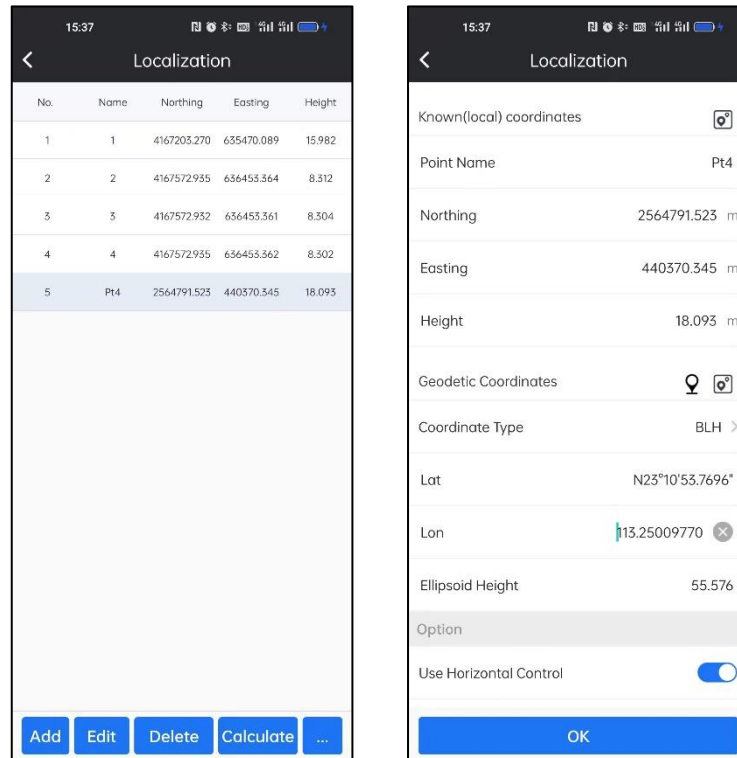 15:37
Localization
No. Name Northing Easting Height
1 1 4167203.270 635470.089 15.982
2 2 4167572.935 636453.364 8.312
3 3 4167572.932 636453.361 8.304
4 4 4167572.935 636453.362 8.302
5 Pt4 2564791.523 440370.345 18.093
Add Edit Delete Calculate ...
15:37
Localization
Known(local) coordinates
Point Name Pt4
Northing 2564791.523 m
Easting 440370.345 m
Height 18.093 m
Geodetic Coordinates
Coordinate Type BLH
Lat N23°10'53.7696"
Lon 113.25009770
Ellipsoid Height 55.576
Option
Use Horizontal Control
OK